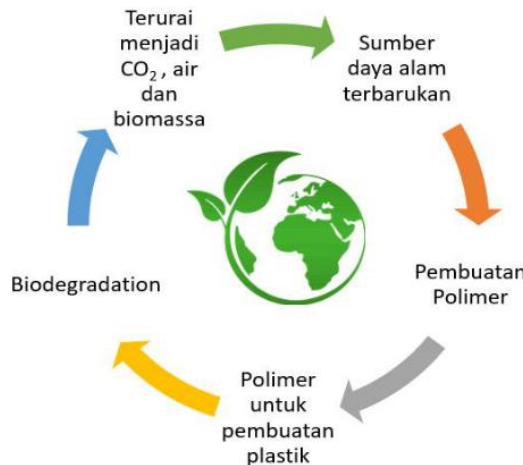 Terurai
menjadi
CO₂ , air
dan
biomassa
Sumber
daya alam
terbarukan
Pembuatan
Polimer
Polimer
untuk
pembuatan
plastik
Biodegradation